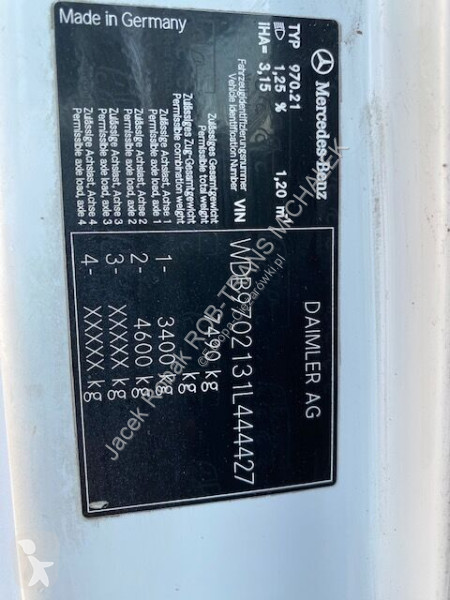 Mercedes-Benz
DAIMLER AG
TYP 970.21
1,25 % 1,20 m-1
IHA= 3,15
Fahrzeugidentifizierungsnummer
Vehicle Identification Number VIN WDB9702131L444427
Zulässiges Gesamtgewicht
Permissible total weight 7490 kg
Zulässiges Zug-Gesamtgewicht
Permissible combination weight kg
Zulässige Achslast, Achse 1
Permissible axle load, axle 1 1- 3400 kg
Zulässige Achslast, Achse 2
Permissible axle load, axle 2 2- 4600 kg
Zulässige Achslast, Achse 3
Permissible axle load, axle 3 3- XXXXX kg
Zulässige Achslast, Achse 4
Permissible axle load, axle 4 4- XXXXX kg
Made in Germany
Jacek ROB-TRANS